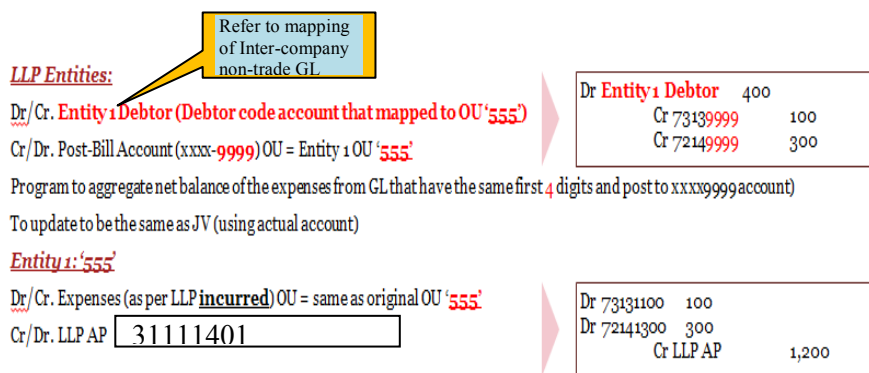 Refer to mapping
of Inter-company
non-trade GL
LLP Entities:
Dr/Cr. Entity 1 Debtor (Debtor code account that mapped to OU ‘555’)
Cr/Dr. Post-Bill Account (xxxx-9999) OU = Entity 1 OU ‘555’
Program to aggregate net balance of the expenses from GL that have the same first 4 digits and post to xxxx9999 account)
To update to be the same as JV (using actual account)
Dr Entity 1 Debtor 400
Cr 73139999 100
Cr 72149999 300
Entity 1: ‘555’
Dr/Cr. Expenses (as per LLP incurred) OU = same as original OU ‘555’
Cr/Dr. LLP AP 31111401
Dr 73131100 100
Dr 72141300 300
Cr LLP AP 1,200